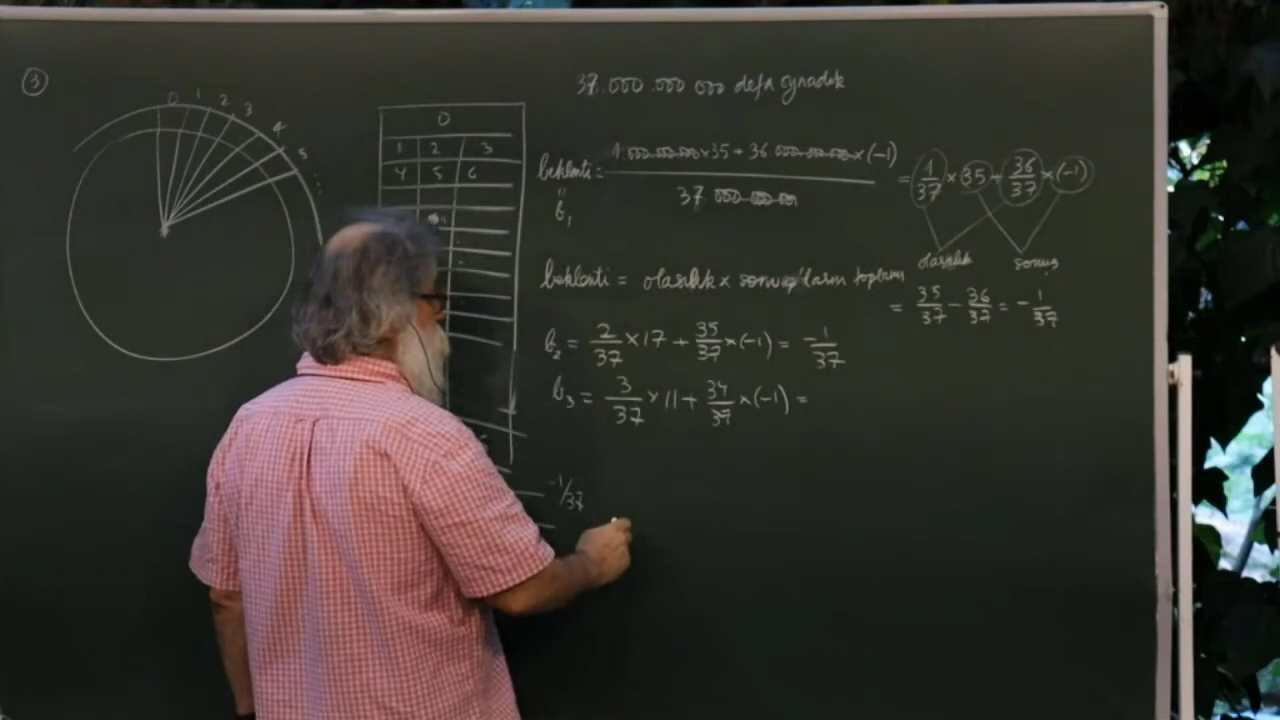 ③
0 1 2 3 4 5
0
1 2 3
4 5 6
37.000.000.000 defa oynadık
beklenti = (1.000.000.000×35 + 36.000.000.000×(-1)) / 37.000.000.000 = 1/37 × 35 + 36/37 × (-1)
"
b₁
olasılık sonuç
beklenti = olasılık × sonuç'ların toplamı
= 35/37 - 36/37 = -1/37
b₂ = 2/37 × 17 + 35/37 × (-1) = -1/37
b₃ = 3/37 × 11 + 34/37 × (-1) =
-1/37